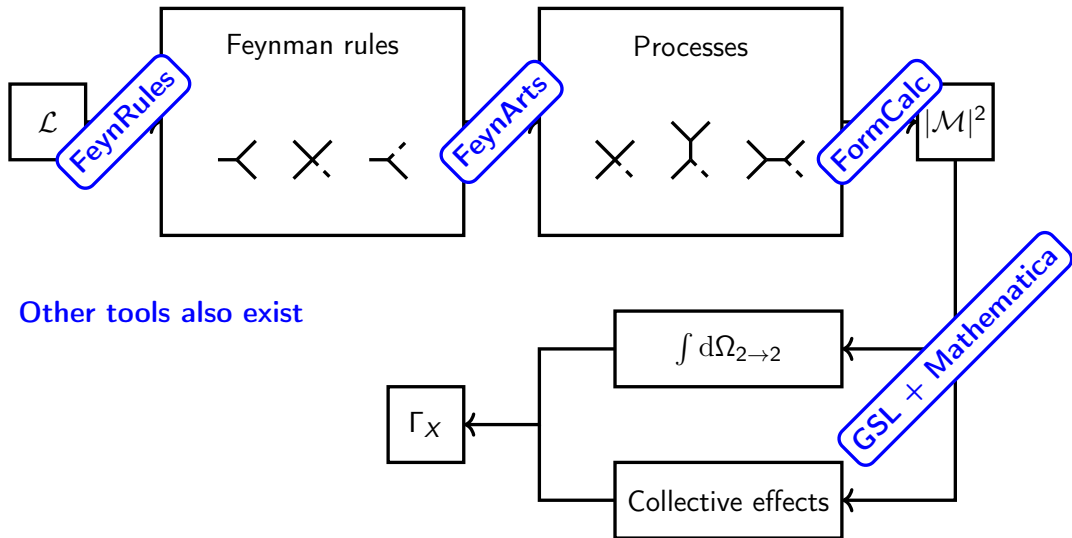 Feynman rules
Processes
ℒ
FeynRules
FeynArts
FormCalc
|ℳ|²
Other tools also exist
∫ dΩ₂→₂
GSL + Mathematica
Γ_X
Collective effects